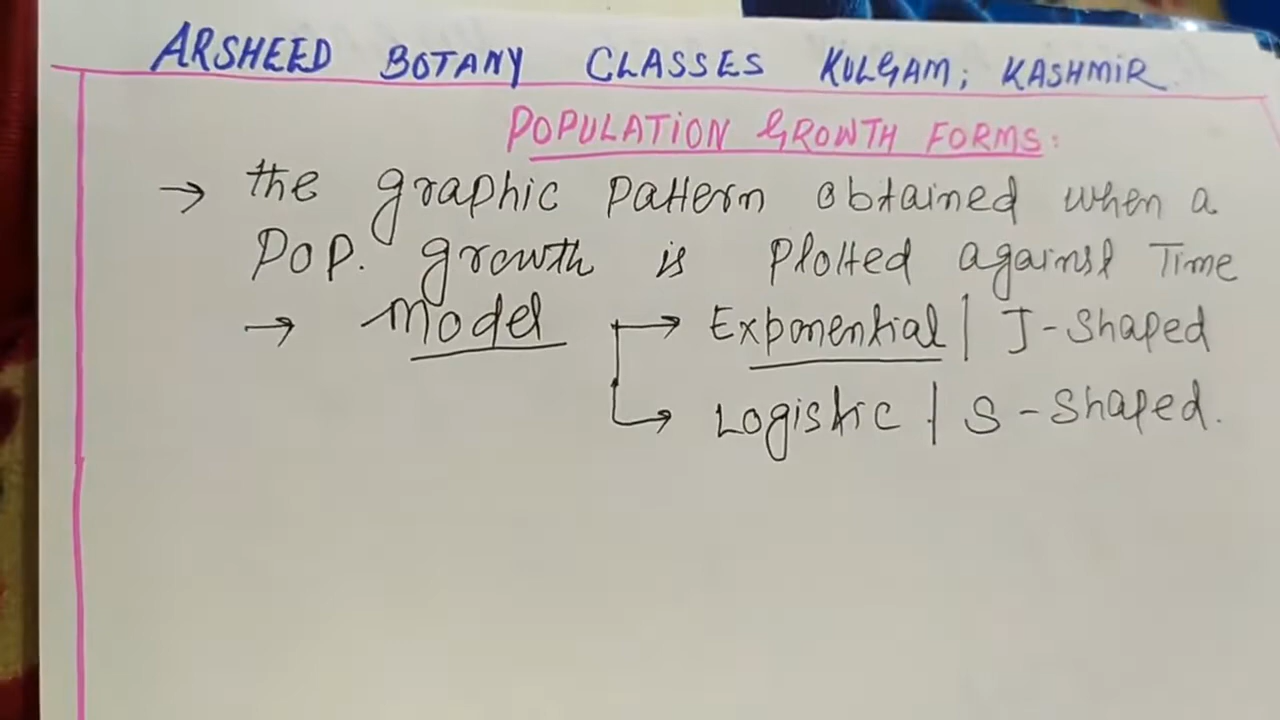 ARSHEED BOTANY CLASSES KULGAM; KASHMIR
POPULATION GROWTH FORMS:
→ the graphic pattern obtained when a
Pop. growth is Plotted against Time
→ Model → Exponential | J-Shaped
→ Logistic | S-Shaped.